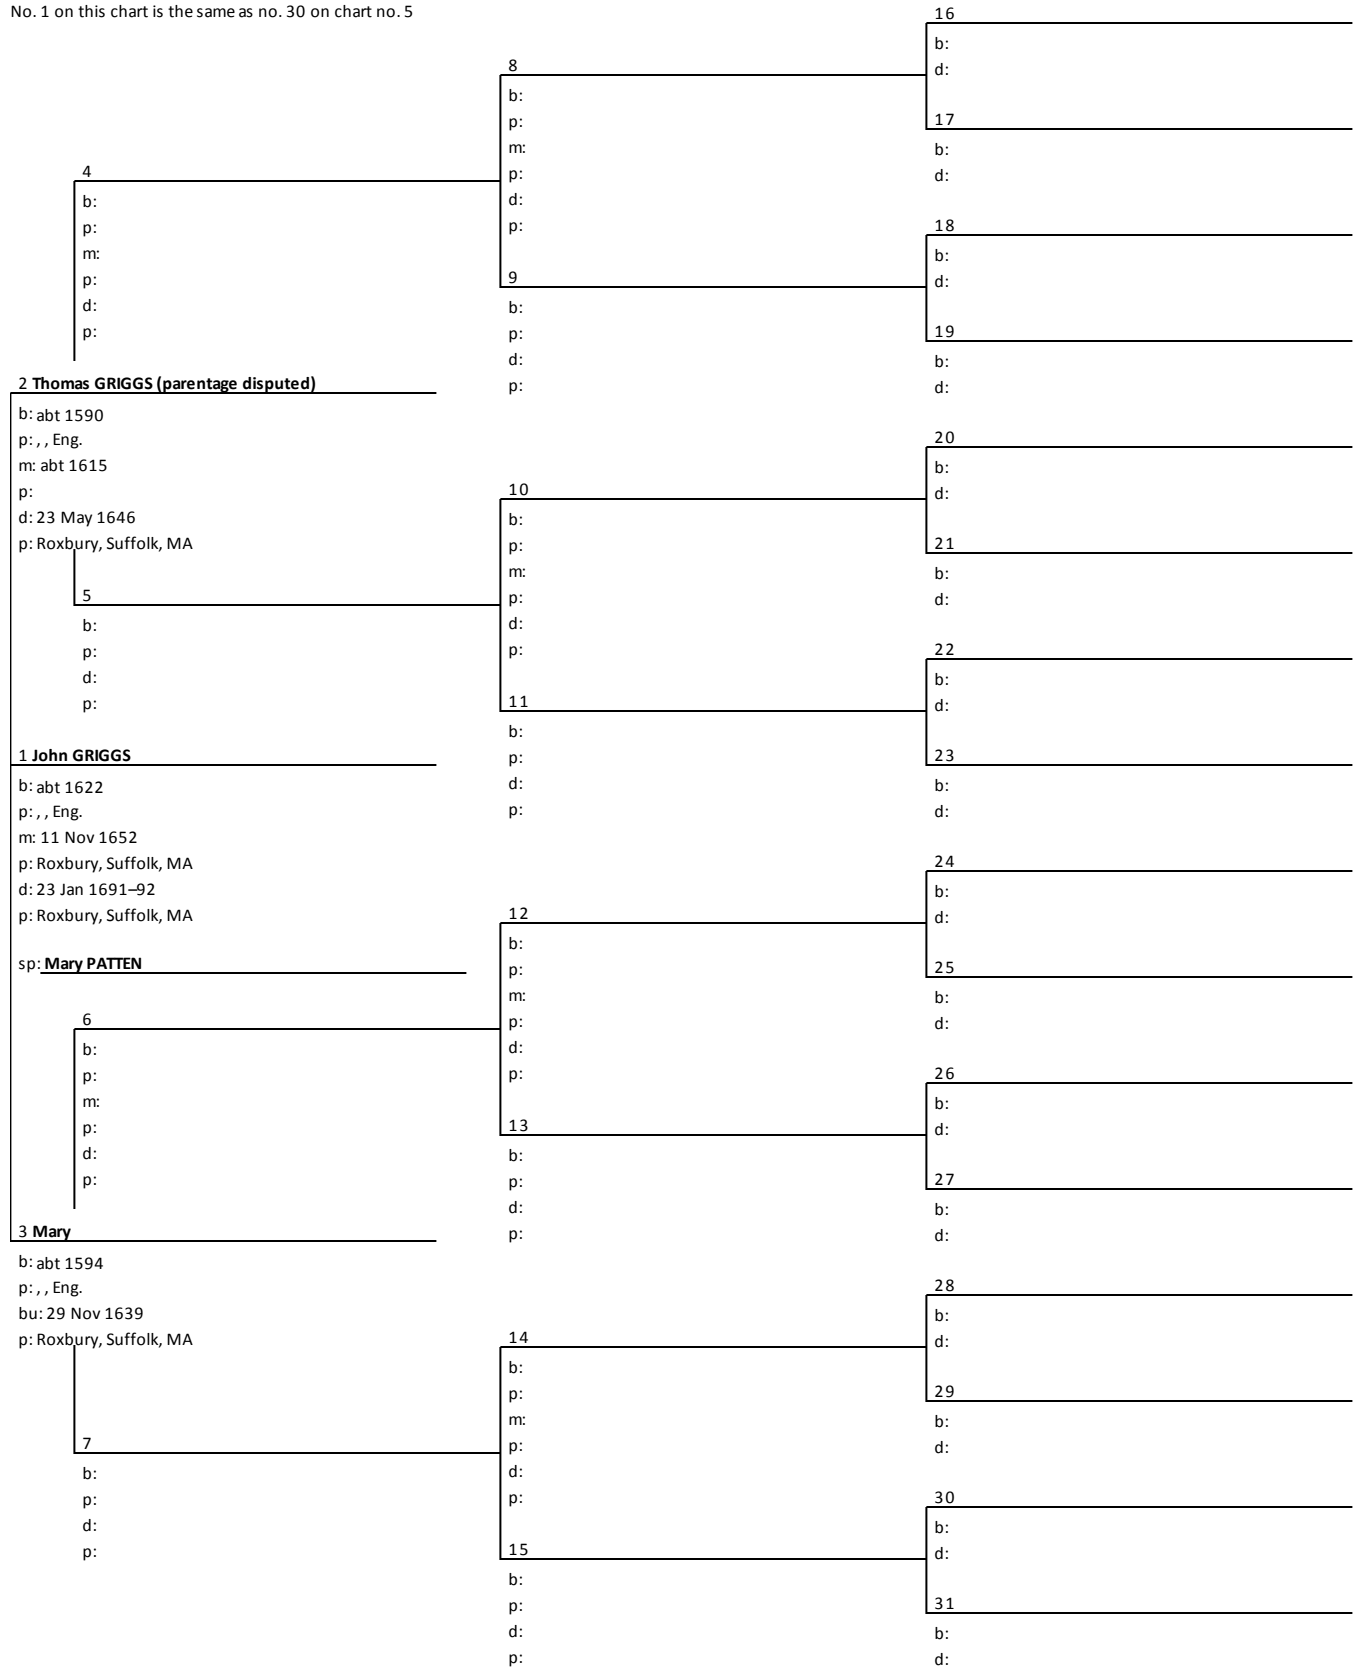 No. 1 on this chart is the same as no. 30 on chart no. 5
16
b:
d:
8
b:
p:
m:
p:
d:
p:
17
b:
d:
4
b:
p:
m:
p:
d:
p:
18
b:
d:
9
b:
p:
d:
p:
19
b:
d:
2 Thomas GRIGGS (parentage disputed)
b: abt 1590
p: , , Eng.
m: abt 1615
p:
d: 23 May 1646
p: Roxbury, Suffolk, MA
20
b:
d:
10
b:
p:
m:
p:
d:
p:
21
b:
d:
5
b:
p:
d:
p:
22
b:
d:
11
b:
p:
d:
p:
23
b:
d:
1 John GRIGGS
b: abt 1622
p: , , Eng.
m: 11 Nov 1652
p: Roxbury, Suffolk, MA
d: 23 Jan 1691–92
p: Roxbury, Suffolk, MA
sp: Mary PATTEN
24
b:
d:
12
b:
p:
m:
p:
d:
p:
25
b:
d:
6
b:
p:
m:
p:
d:
p:
26
b:
d:
13
b:
p:
d:
p:
27
b:
d:
3 Mary
b: abt 1594
p: , , Eng.
bu: 29 Nov 1639
p: Roxbury, Suffolk, MA
28
b:
d:
14
b:
p:
m:
p:
d:
p:
29
b:
d:
7
b:
p:
d:
p:
30
b:
d:
15
b:
p:
d:
p:
31
b:
d: